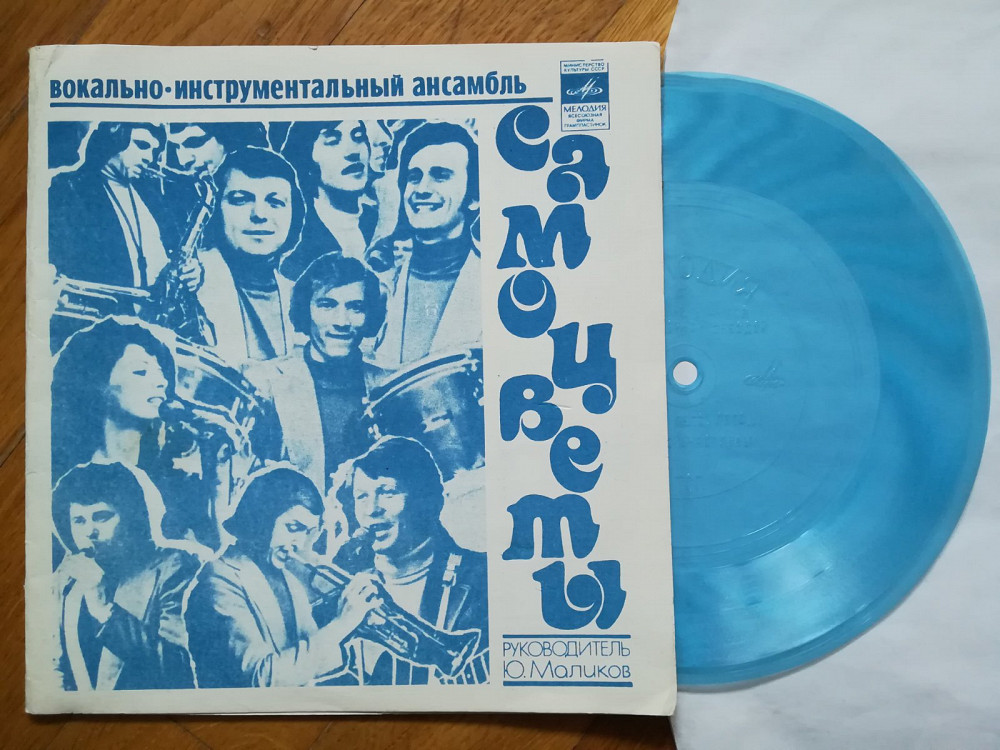 вокально-инструментальный ансамбль
МИНИСТЕРСТВО
КУЛЬТУРЫ СССР
МЕЛОДИЯ
ВСЕСОЮЗНАЯ
ФИРМА
ГРАМПЛАСТИНОК
Самоцветы
РУКОВОДИТЕЛЬ
Ю. Маликов